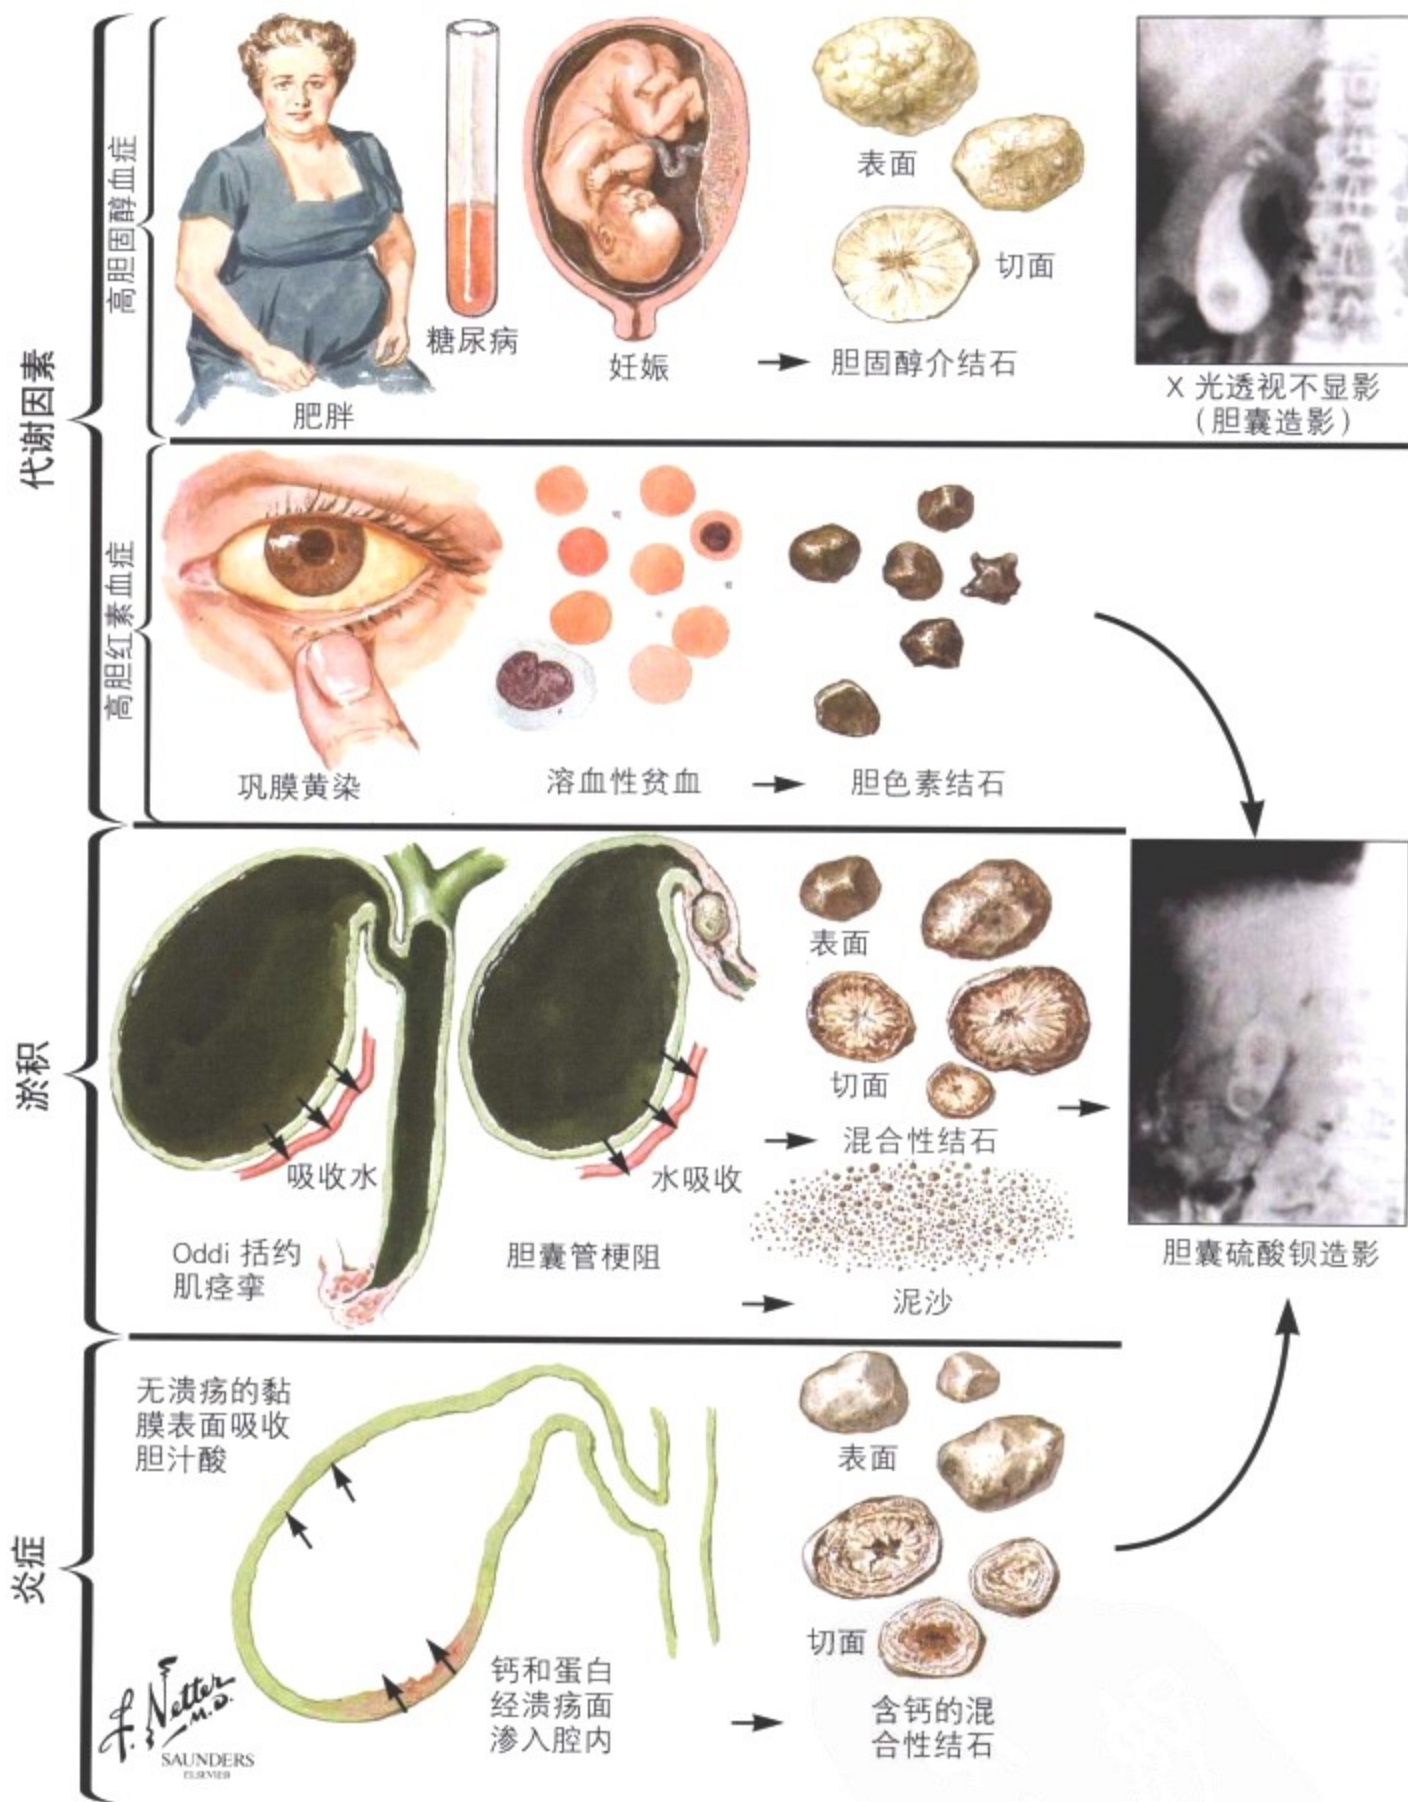 代谢因素
高胆固醇血症
肥胖
糖尿病
妊娠
表面
切面
胆固醇介结石
X 光透视不显影
（胆囊造影）
高胆红素血症
巩膜黄染
溶血性贫血
胆色素结石
淤积
吸收水
Oddi 括约
肌痉挛
水吸收
胆囊管梗阻
表面
切面
混合性结石
泥沙
胆囊硫酸钡造影
炎症
无溃疡的黏
膜表面吸收
胆汁酸
钙和蛋白
经溃疡面
渗入腔内
表面
切面
含钙的混
合性结石
F. Netter
M.D.
SAUNDERS
ELSEVIER